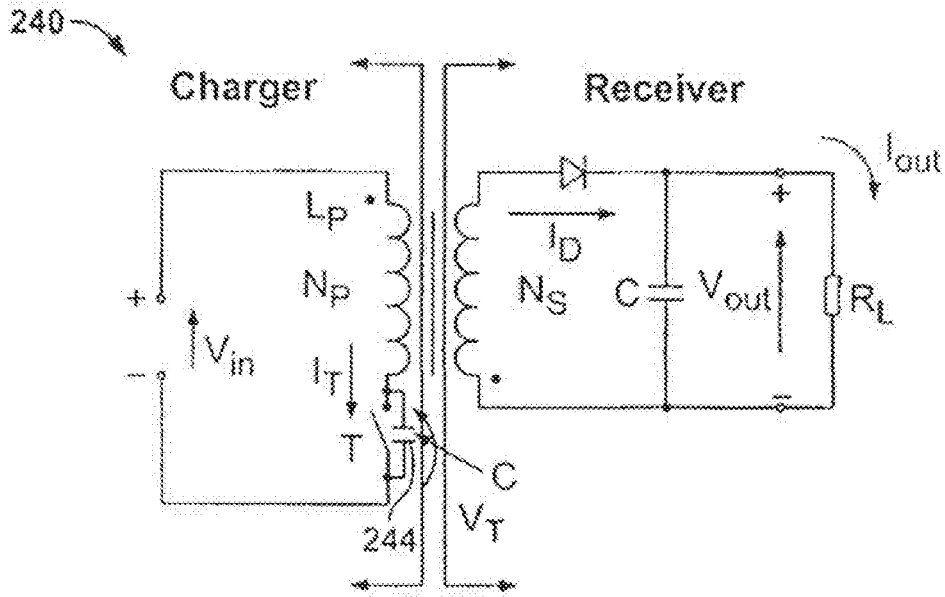 240
Charger
Receiver
I_out
L_P
N_P
I_D
N_S
C
V_out
R_L
+
+
V_in
−
−
I_T
T
C
244
V_T